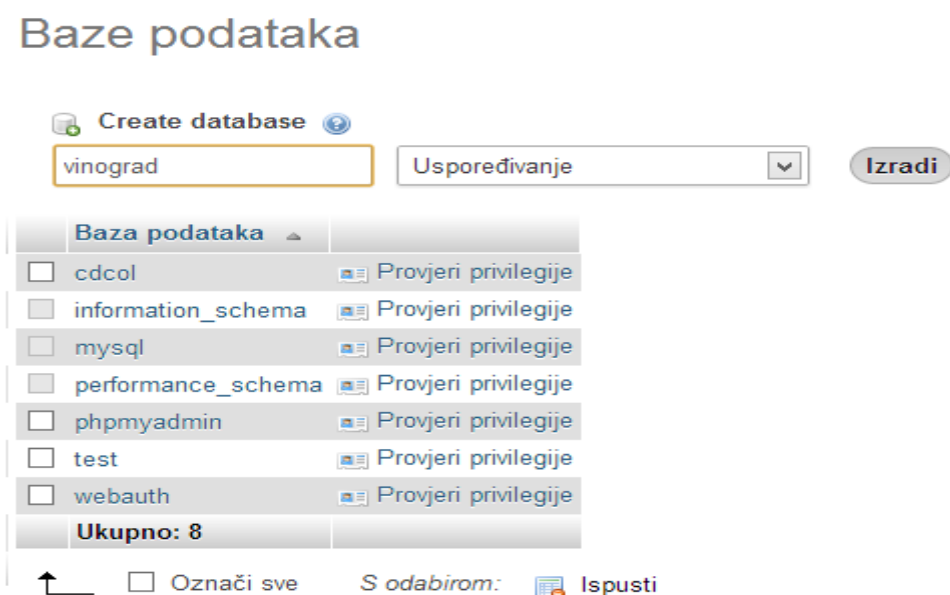 Baze podataka
Create database
vinograd Uspoređivanje Izradi
Baza podataka
cdcol Provjeri privilegije
information_schema Provjeri privilegije
mysql Provjeri privilegije
performance_schema Provjeri privilegije
phpmyadmin Provjeri privilegije
test Provjeri privilegije
webauth Provjeri privilegije
Ukupno: 8
Označi sve S odabirom: Ispusti